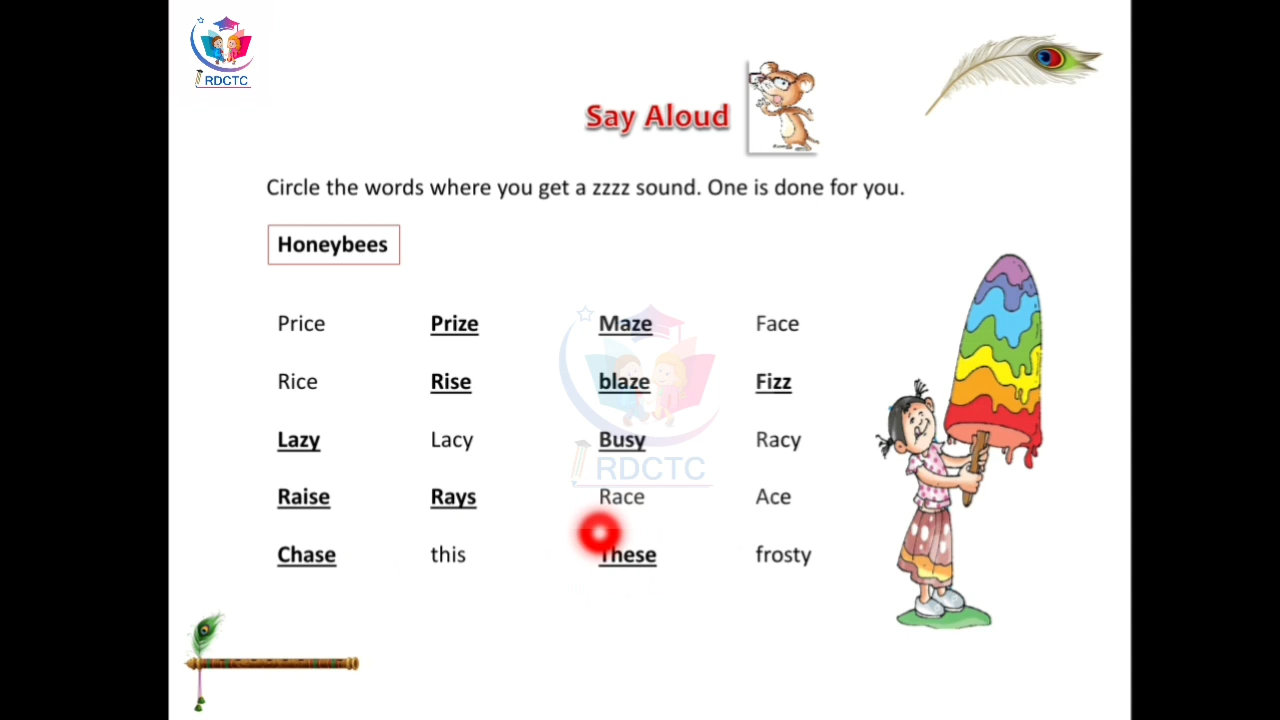 RDCTC
Say Aloud
Circle the words where you get a zzzz sound. One is done for you.
Honeybees
Price Prize Maze Face
Rice Rise blaze Fizz
Lazy Lacy Busy Racy
RDCTC
Raise Rays Race Ace
Chase this These frosty